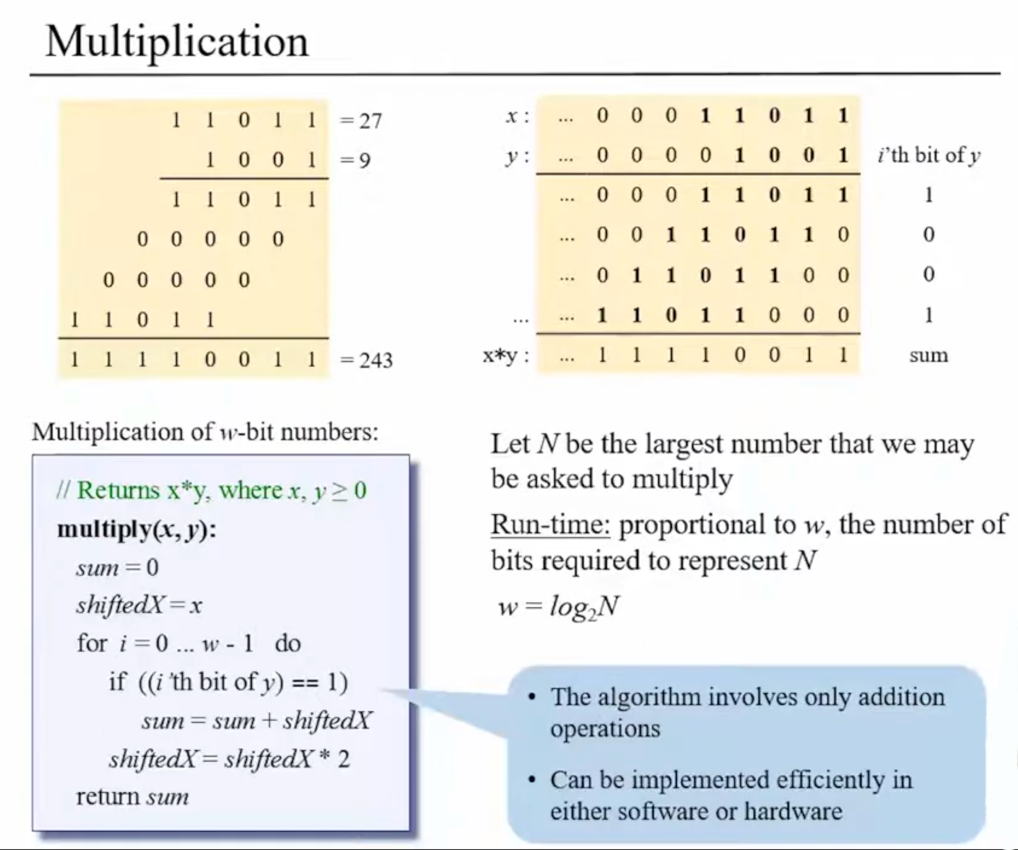 Multiplication
1 1 0 1 1 = 27
1 0 0 1 = 9
1 1 0 1 1
0 0 0 0 0
0 0 0 0 0
1 1 0 1 1
1 1 1 1 0 0 1 1 = 243
x : ... 0 0 0 1 1 0 1 1
y : ... 0 0 0 0 1 0 0 1 i’th bit of y
... 0 0 0 1 1 0 1 1 1
... 0 0 1 1 0 1 1 0 0
... 0 1 1 0 1 1 0 0 0
... ... 1 1 0 1 1 0 0 0 1
x*y : ... 1 1 1 1 0 0 1 1 sum
Multiplication of w-bit numbers:
// Returns x*y, where x, y ≥ 0
multiply(x, y):
sum = 0
shiftedX = x
for i = 0 ... w - 1 do
if ((i ’th bit of y) == 1)
sum = sum + shiftedX
shiftedX = shiftedX * 2
return sum
Let N be the largest number that we may
be asked to multiply
Run-time: proportional to w, the number of
bits required to represent N
w = log₂N
• The algorithm involves only addition
operations
• Can be implemented efficiently in
either software or hardware